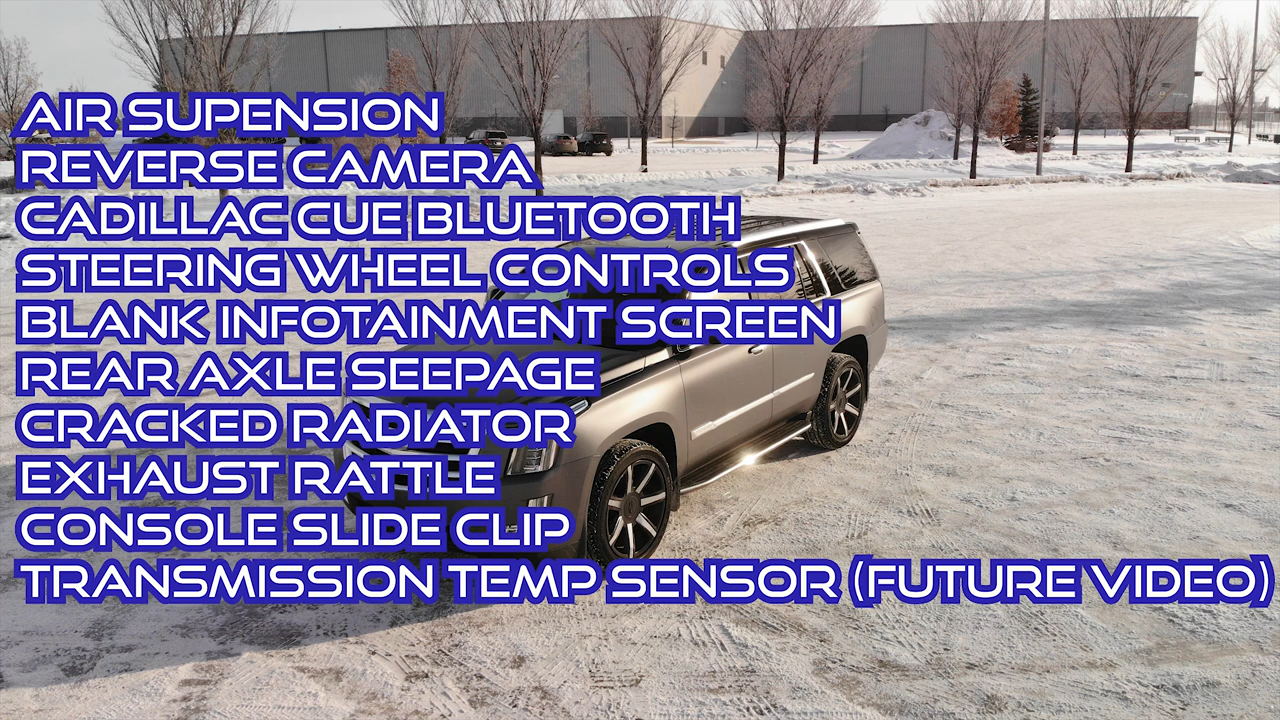 AIR SUPENSION
REVERSE CAMERA
CADILLAC CUE BLUETOOTH
STEERING WHEEL CONTROLS
BLANK INFOTAINMENT SCREEN
REAR AXLE SEEPAGE
CRACKED RADIATOR
EXHAUST RATTLE
CONSOLE SLIDE CLIP
TRANSMISSION TEMP SENSOR (FUTURE VIDEO)